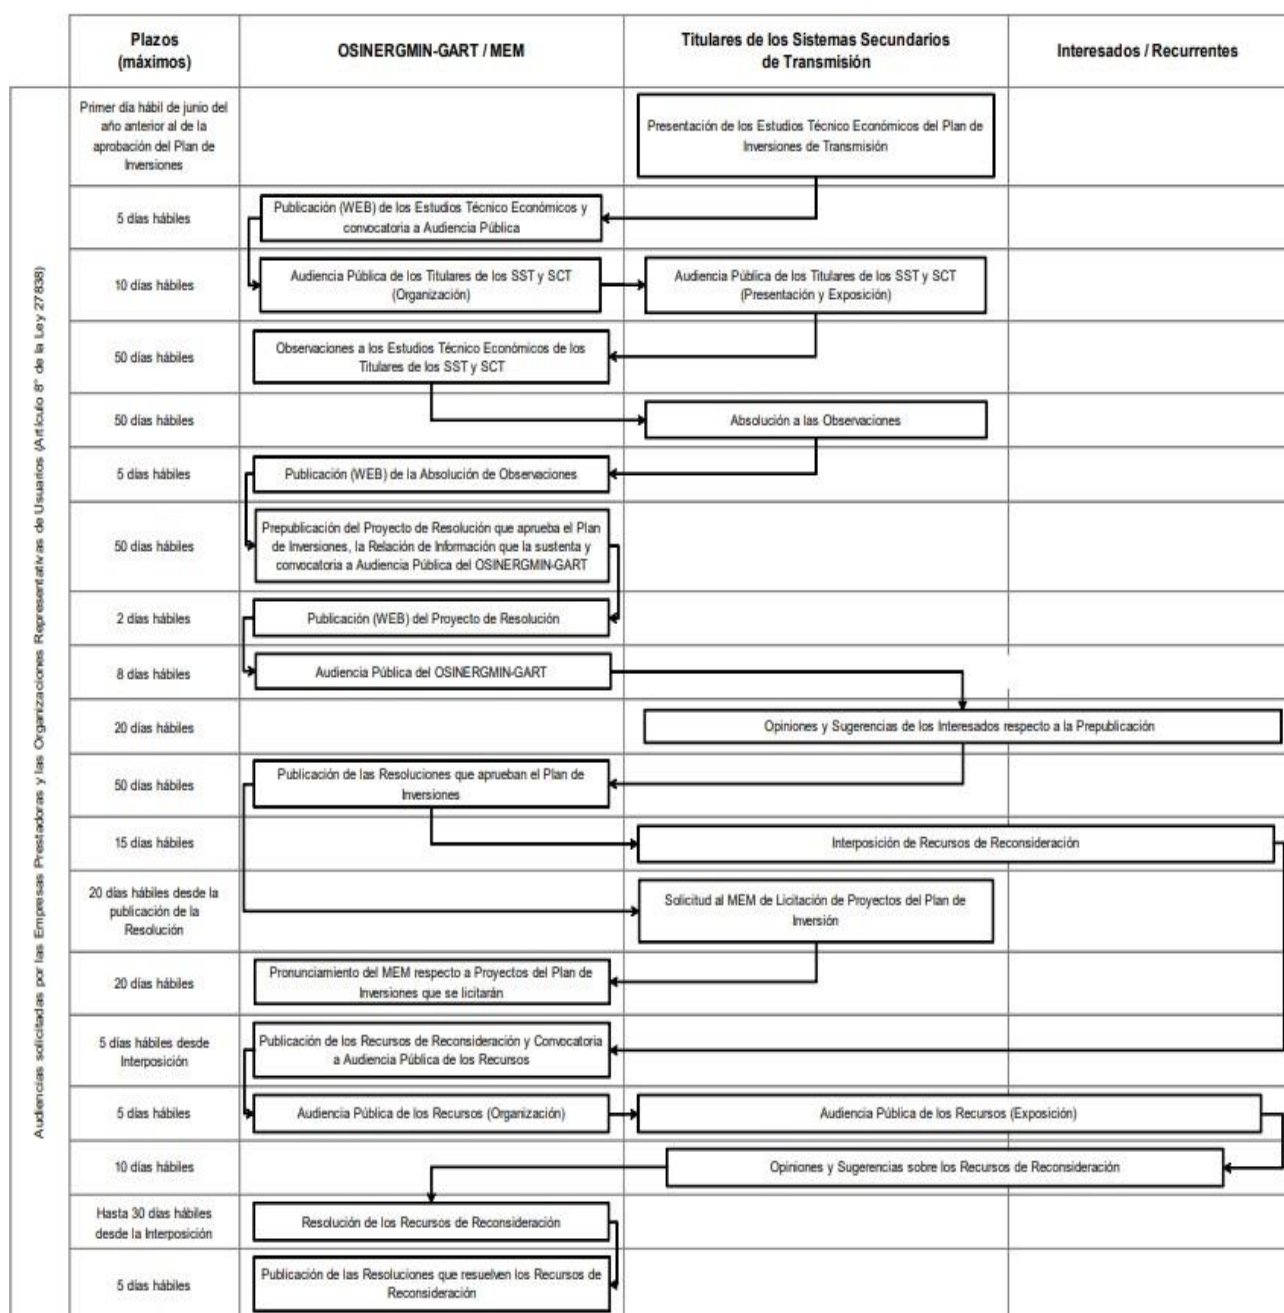 Plazos
(máximos)
OSINERGMIN-GART / MEM
Titulares de los Sistemas Secundarios
de Transmisión
Interesados / Recurrentes
Audiencias solicitadas por las Empresas Prestadoras y las Organizaciones Representativas de Usuarios (Artículo 8° de la Ley 27838)
Primer día hábil de junio del
año anterior al de la
aprobación del Plan de
Inversiones
Presentación de los Estudios Técnico Económicos del Plan de
Inversiones de Transmisión
5 días hábiles
Publicación (WEB) de los Estudios Técnico Económicos y
convocatoria a Audiencia Pública
10 días hábiles
Audiencia Pública de los Titulares de los SST y SCT
(Organización)
Audiencia Pública de los Titulares de los SST y SCT
(Presentación y Exposición)
50 días hábiles
Observaciones a los Estudios Técnico Económicos de los
Titulares de los SST y SCT
50 días hábiles
Absolución a las Observaciones
5 días hábiles
Publicación (WEB) de la Absolución de Observaciones
50 días hábiles
Prepublicación del Proyecto de Resolución que aprueba el Plan
de Inversiones, la Relación de Información que la sustenta y
convocatoria a Audiencia Pública del OSINERGMIN-GART
2 días hábiles
Publicación (WEB) del Proyecto de Resolución
8 días hábiles
Audiencia Pública del OSINERGMIN-GART
20 días hábiles
Opiniones y Sugerencias de los Interesados respecto a la Prepublicación
50 días hábiles
Publicación de las Resoluciones que aprueban el Plan de
Inversiones
15 días hábiles
Interposición de Recursos de Reconsideración
20 días hábiles desde la
publicación de la
Resolución
Solicitud al MEM de Licitación de Proyectos del Plan de
Inversión
20 días hábiles
Pronunciamiento del MEM respecto a Proyectos del Plan de
Inversiones que se licitarán
5 días hábiles desde
Interposición
Publicación de los Recursos de Reconsideración y Convocatoria
a Audiencia Pública de los Recursos
5 días hábiles
Audiencia Pública de los Recursos (Organización)
Audiencia Pública de los Recursos (Exposición)
10 días hábiles
Opiniones y Sugerencias sobre los Recursos de Reconsideración
Hasta 30 días hábiles
desde la Interposición
Resolución de los Recursos de Reconsideración
5 días hábiles
Publicación de las Resoluciones que resuelven los Recursos de
Reconsideración